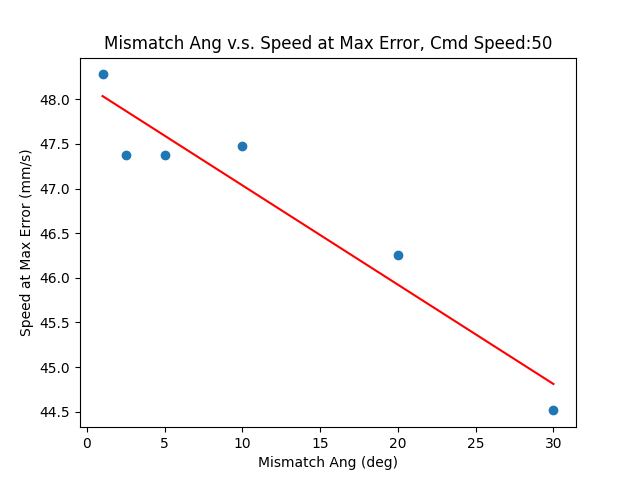 Mismatch Ang v.s. Speed at Max Error, Cmd Speed:50
48.0
47.5
47.0
46.5
46.0
45.5
45.0
44.5
Speed at Max Error (mm/s)
0 5 10 15 20 25 30
Mismatch Ang (deg)